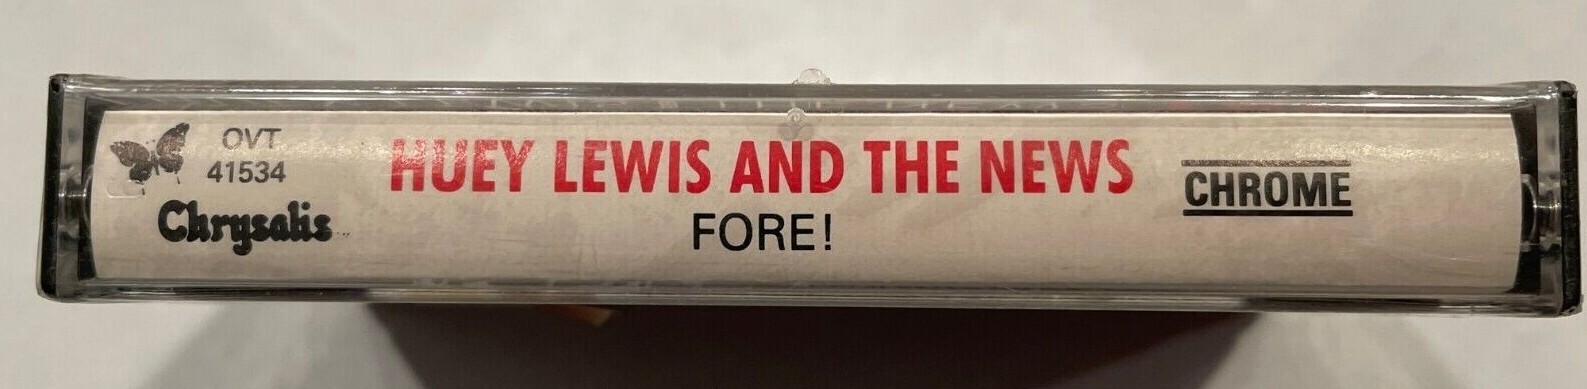 OVT
41534
Chrysalis
HUEY LEWIS AND THE NEWS
FORE!
CHROME